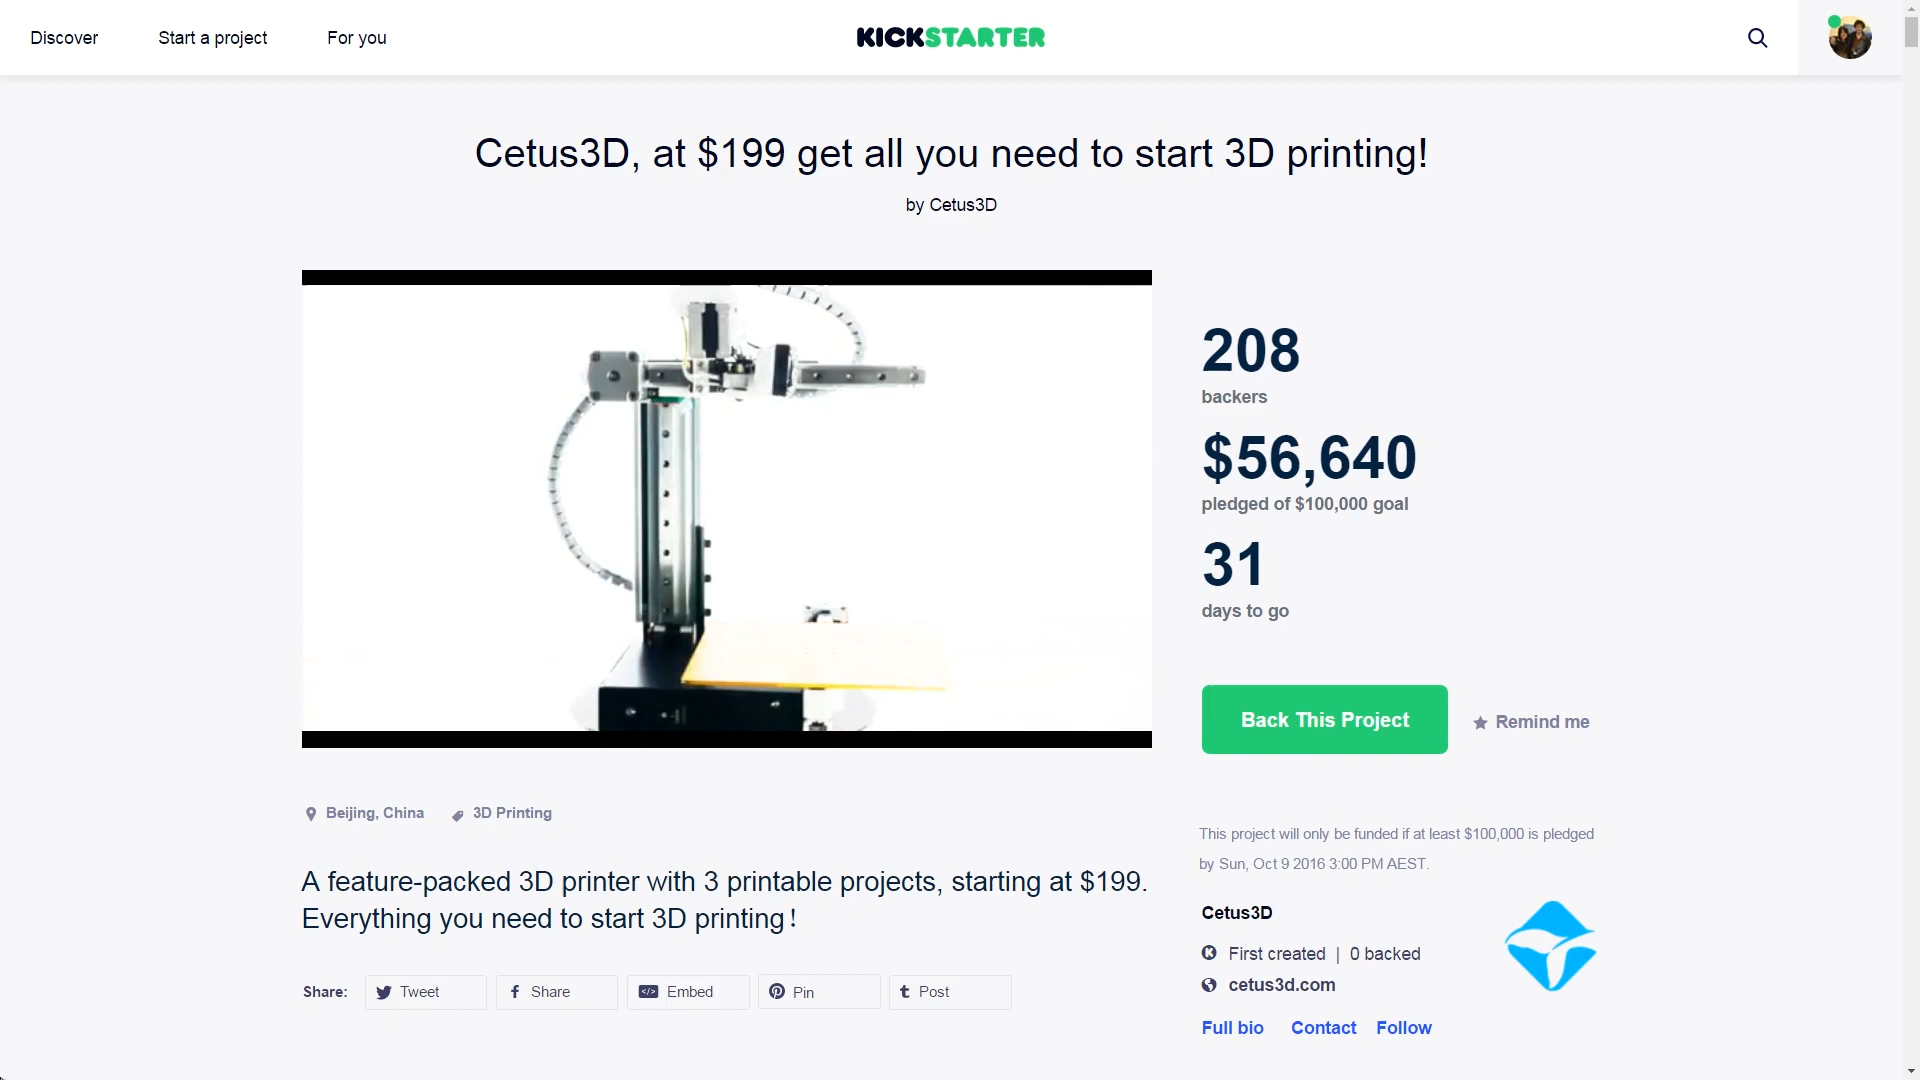 Discover
Start a project
For you
KICKSTARTER
Cetus3D, at $199 get all you need to start 3D printing!
by Cetus3D
208
backers
$56,640
pledged of $100,000 goal
31
days to go
Back This Project
Remind me
Beijing, China
3D Printing
This project will only be funded if at least $100,000 is pledged
by Sun, Oct 9 2016 3:00 PM AEST.
A feature-packed 3D printer with 3 printable projects, starting at $199.
Everything you need to start 3D printing！
Cetus3D
First created | 0 backed
cetus3d.com
Full bio
Contact
Follow
Share:
Tweet
Share
Embed
Pin
Post